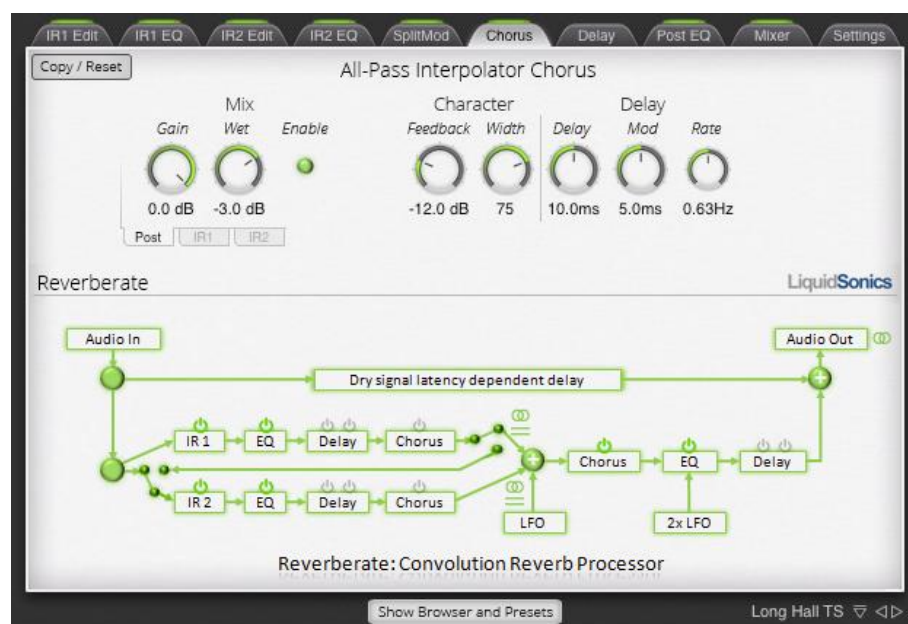 IR1 Edit IR1 EQ IR2 Edit IR2 EQ SplitMod Chorus Delay Post EQ Mixer Settings
Copy / Reset
All-Pass Interpolator Chorus
Mix Character Delay
Gain Wet Enable Feedback Width Delay Mod Rate
0.0 dB -3.0 dB -12.0 dB 75 10.0ms 5.0ms 0.63Hz
Post IR1 IR2
Reverberate LiquidSonics
Audio In Audio Out
Dry signal latency dependent delay
IR 1 EQ Delay Chorus
Chorus EQ Delay
IR 2 EQ Delay Chorus
LFO 2x LFO
Reverberate: Convolution Reverb Processor
Show Browser and Presets Long Hall TS